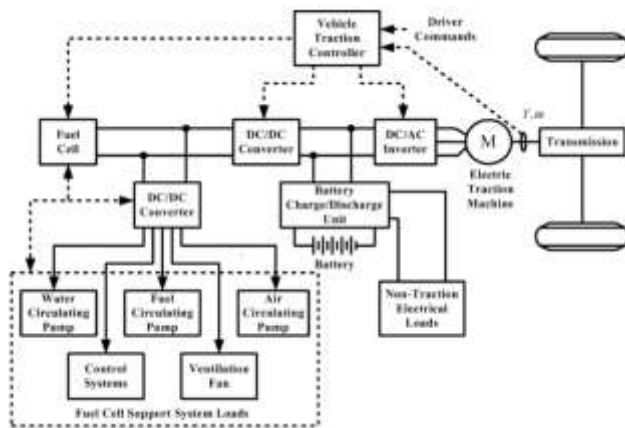 Vehicle
Traction
Controller
Driver
Commands
Fuel
Cell
DC/DC
Converter
DC/AC
Inverter
M
T,ω
Transmission
Electric
Traction
Machine
DC/DC
Converter
Battery
Charge/Discharge
Unit
Battery
Water
Circulating
Pump
Fuel
Circulating
Pump
Air
Circulating
Pump
Non-Traction
Electrical
Loads
Control
Systems
Ventilation
Fan
Fuel Cell Support System Loads